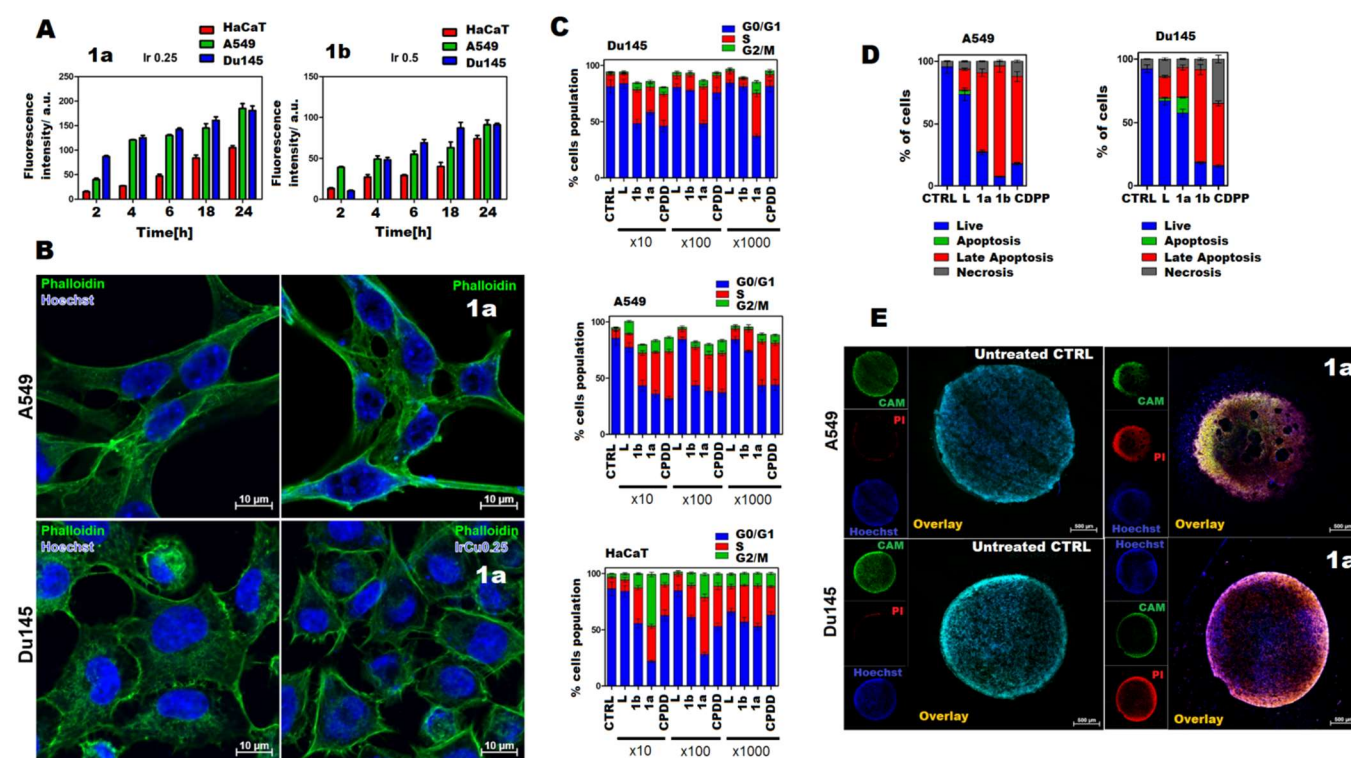 A
1a
Ir 0.25
HaCaT
A549
Du145
Fluorescence
intensity/ a.u.
250
200
150
100
50
0
2 4 6 18 24
Time[h]
1b
Ir 0.5
HaCaT
A549
Du145
Fluorescence
intensity/ a.u.
150
100
50
0
2 4 6 18 24
Time[h]
B
A549
Phalloidin
Hoechst
10 µm
Phalloidin
1a
10 µm
Du145
Phalloidin
Hoechst
10 µm
Phalloidin
IrCu0.25
1a
10 µm
C
Du145
G0/G1
S
G2/M
% cells population
100
50
0
CTRL L 1b 1a CPDD L 1b 1a CPDD L 1b 1a CPDD
x10 x100 x1000
A549
G0/G1
S
G2/M
% cells population
100
50
0
CTRL L 1b 1a CPDD L 1b 1a CPDD L 1b 1a CPDD
x10 x100 x1000
HaCaT
G0/G1
S
G2/M
% cells population
100
50
0
CTRL L 1b 1a CPDD L 1b 1a CPDD L 1b 1a CPDD
x10 x100 x1000
D
A549
% of cells
100
50
0
CTRL L 1a 1b CDPP
Live
Apoptosis
Late Apoptosis
Necrosis
Du145
% of cells
100
50
0
CTRL L 1a 1b CDPP
Live
Apoptosis
Late Apoptosis
Necrosis
E
A549
CAM
PI
Hoechst
Untreated CTRL
Overlay
500 µm
CAM
PI
Hoechst
1a
Overlay
500 µm
Du145
CAM
PI
Hoechst
Untreated CTRL
Overlay
500 µm
Hoechst
CAM
PI
1a
Overlay
500 µm